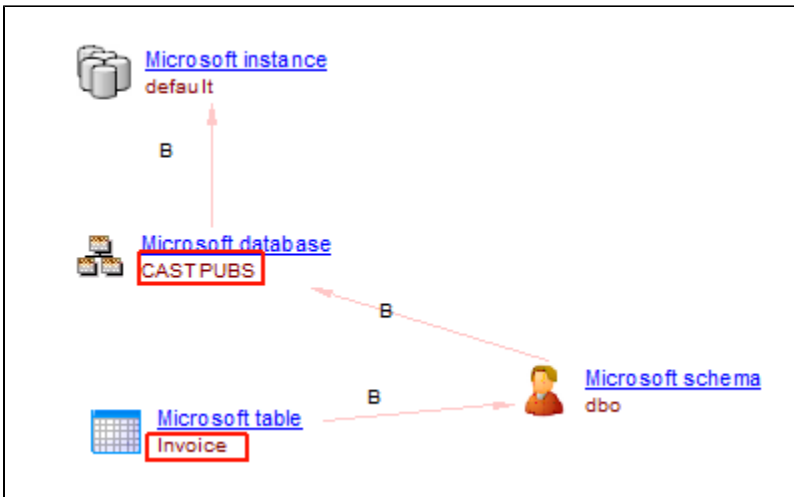 Microsoft instance
default
B
Microsoft database
CASTPUBS
B
Microsoft schema
dbo
B
Microsoft table
Invoice